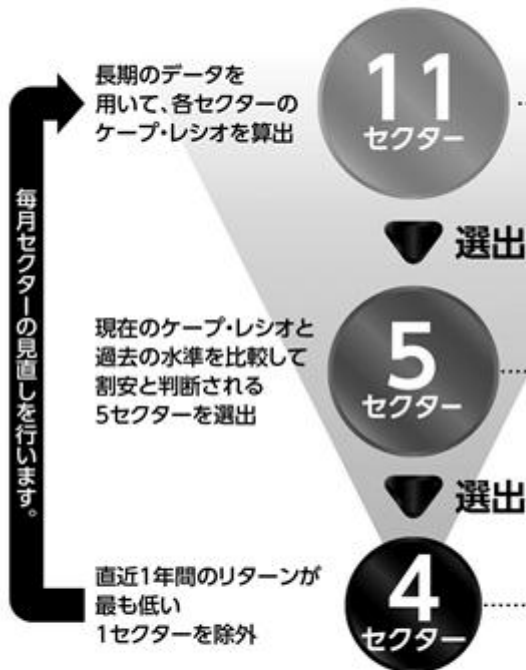 長期のデータを
用いて、各セクターの
ケープ・レシオを算出
11
セクター
選出
毎月セクターの見直しを行います。
現在のケープ・レシオと
過去の水準を比較して
割安と判断される
5セクターを選出
5
セクター
選出
直近1年間のリターンが
最も低い
1セクターを除外
4
セクター